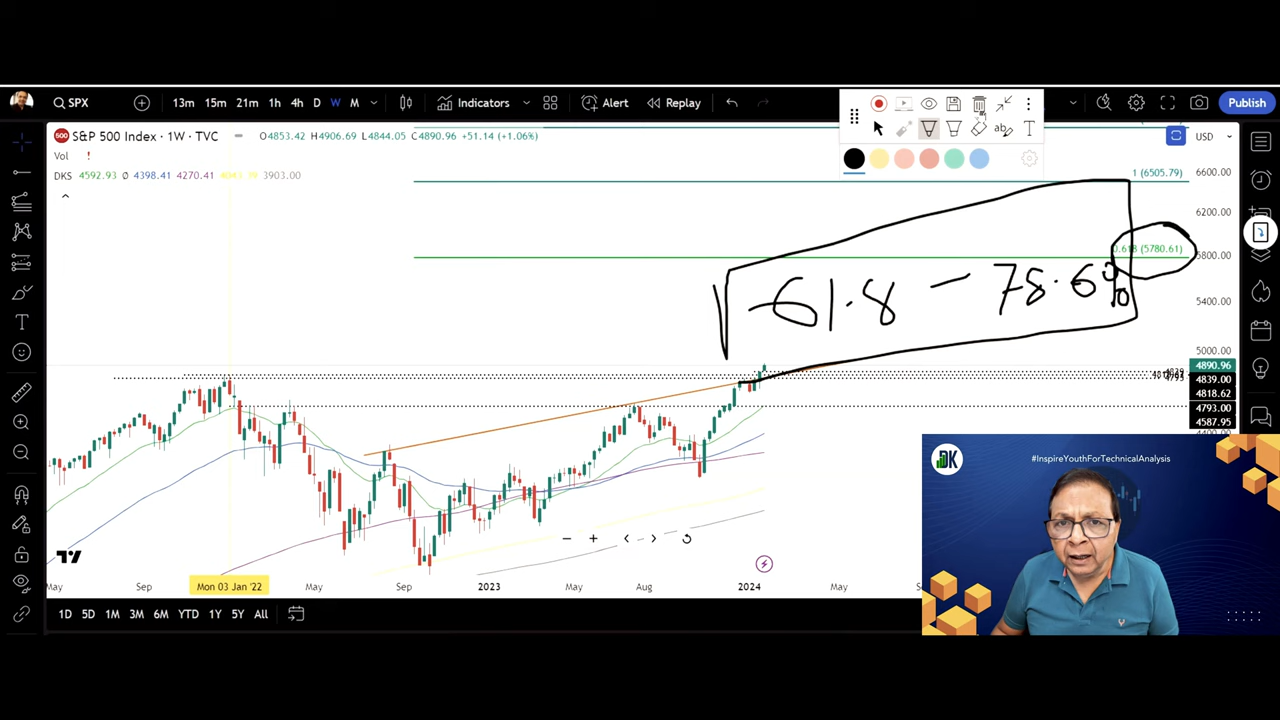 SPX 13m 15m 21m 1h 4h D W M Indicators Alert Replay Publish
S&P 500 Index · 1W · TVC O4853.42 H4906.69 L4844.05 C4890.96 +51.14 (+1.06%) USD
Vol !
DKS 4592.93 Ø 4398.41 4270.41 3903.00
T
1 (6505.79)
6600.00
6200.00
0.618 (5780.61)
5800.00
61.8 – 78.6%
5400.00
5000.00
4890.96
4839.00
4818.62
4793.00
4587.95
DK
#InspireYouthForTechnicalAnalysis
May Sep Mon 03 Jan '22 May Sep 2023 May Aug 2024 May
1D 5D 1M 3M 6M YTD 1Y 5Y All